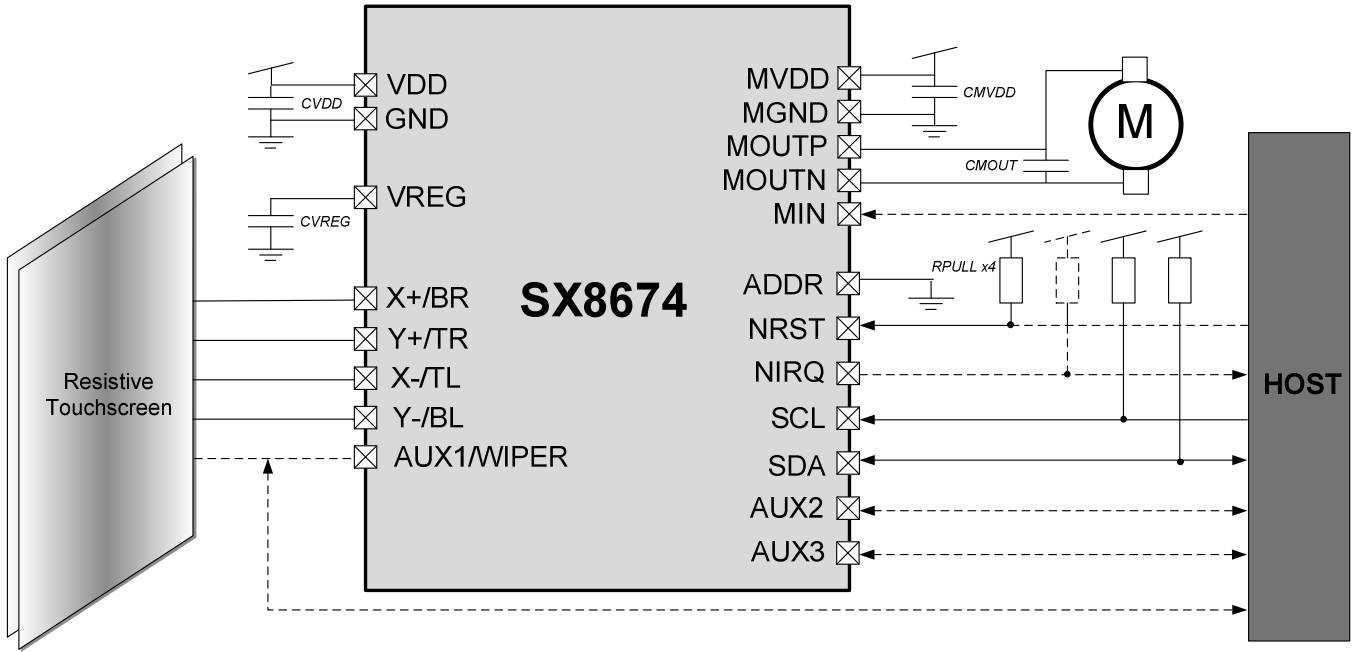 VDD
CVDD
GND
VREG
CVREG
X+/BR
Y+/TR
X-/TL
Y-/BL
AUX1/WIPER
Resistive
Touchscreen
SX8674
MVDD
CMVDD
MGND
MOUTP
CMOUT
MOUTN
MIN
M
RPULL x4
ADDR
NRST
NIRQ
SCL
SDA
AUX2
AUX3
HOST